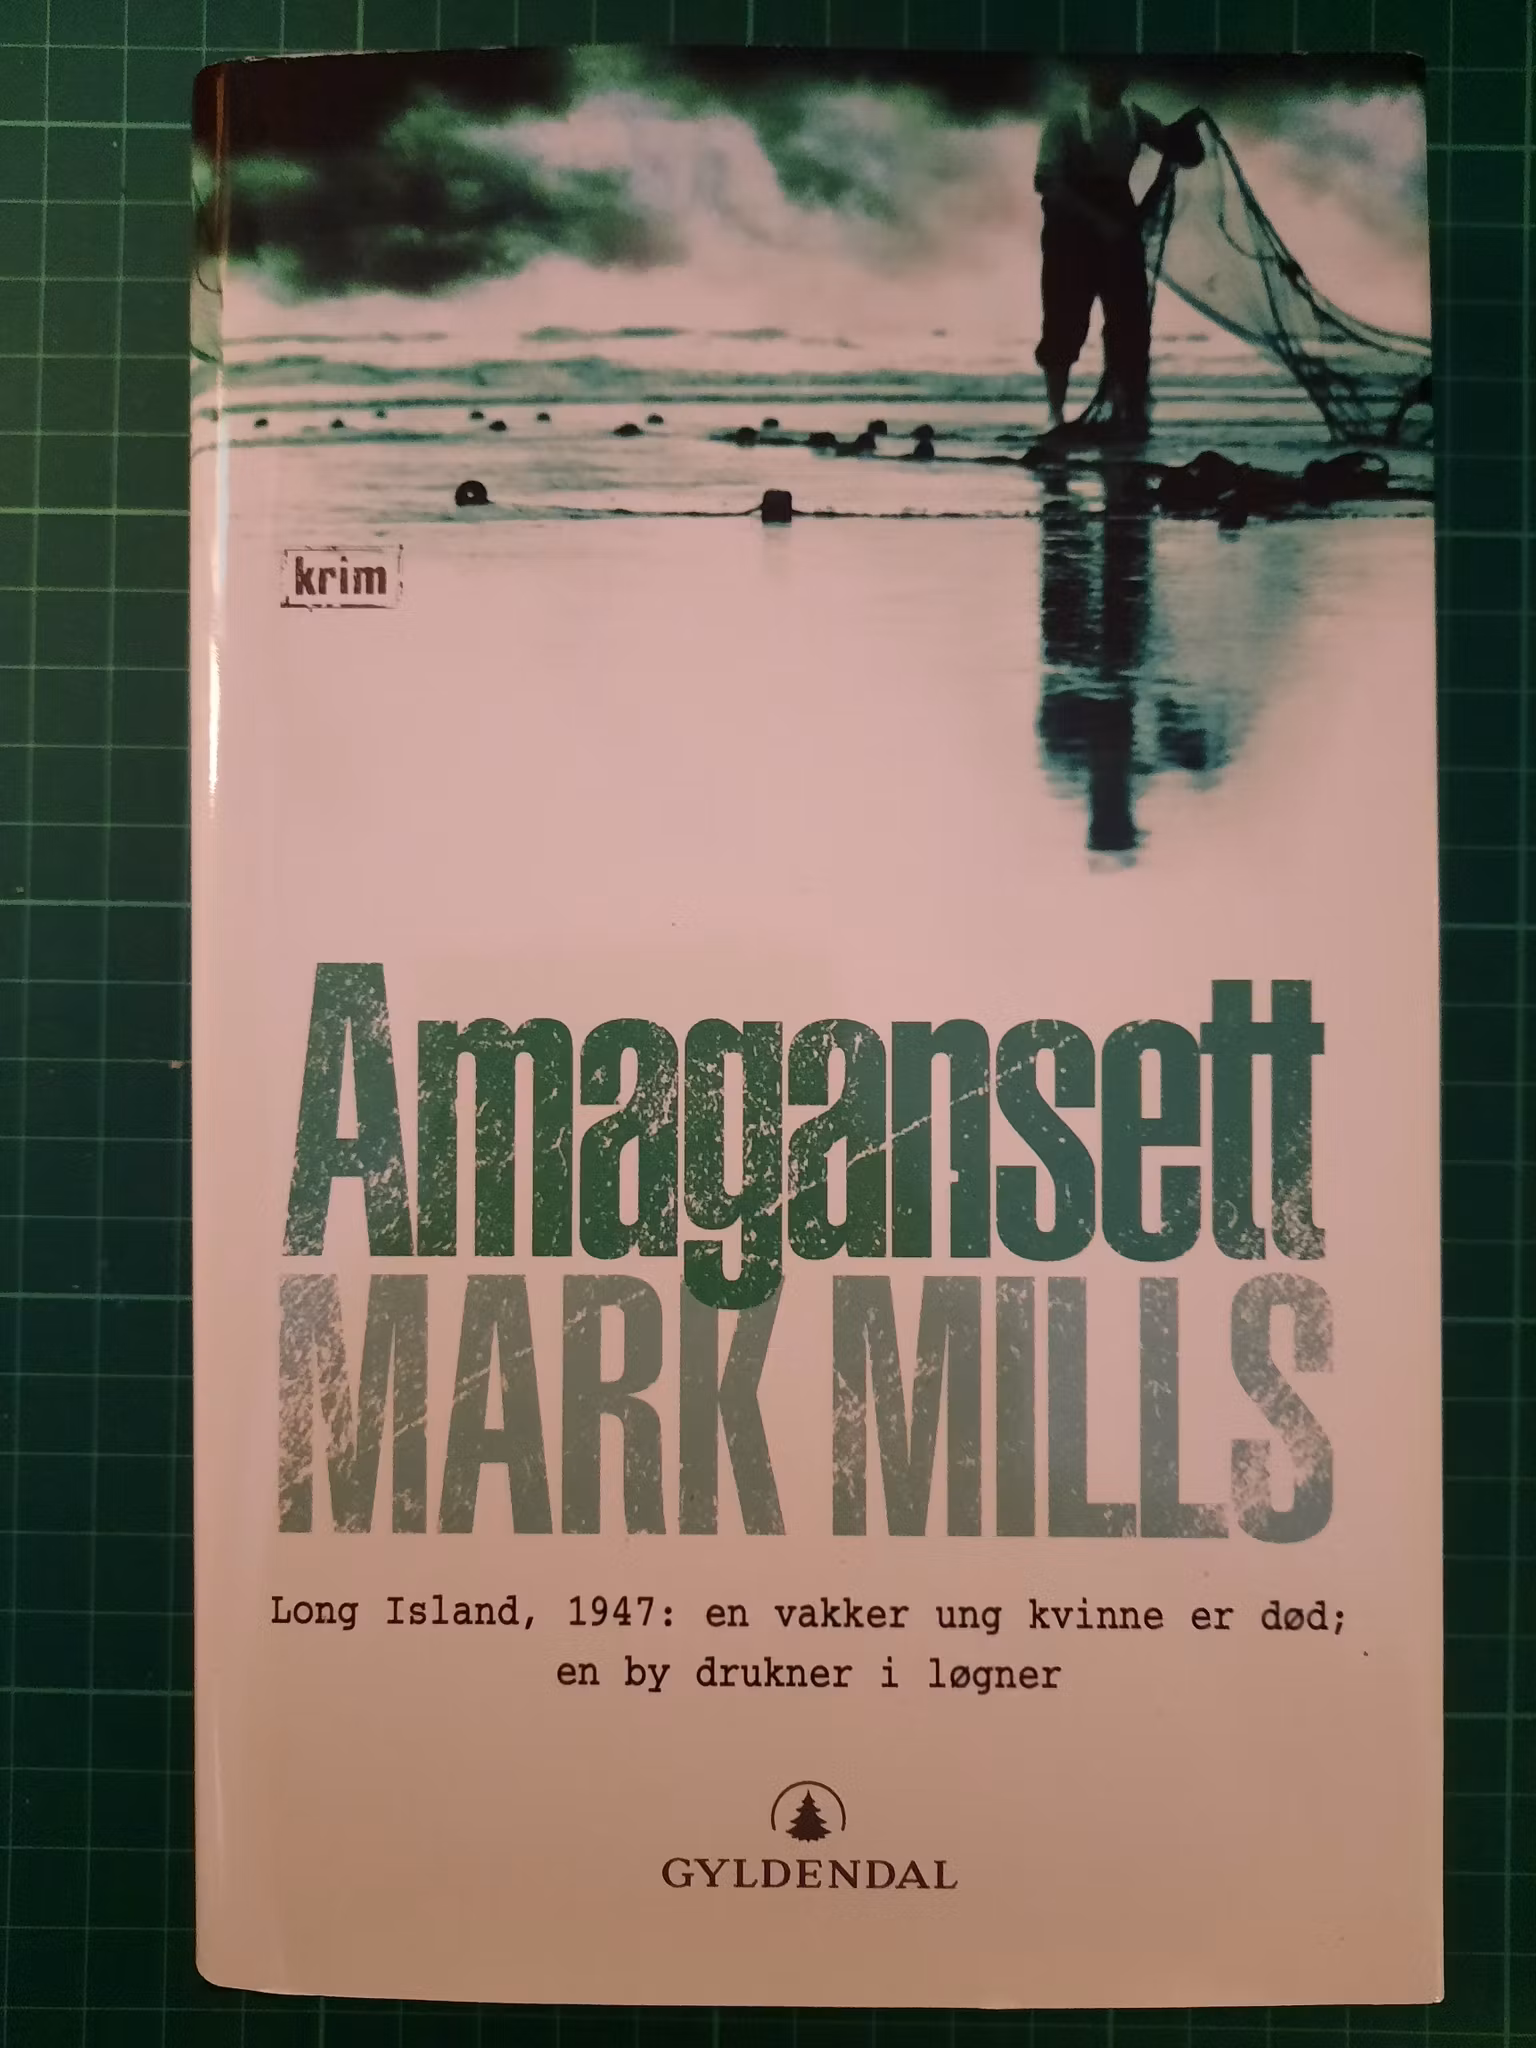 krim
Amagansett
MARK MILLS
Long Island, 1947: en vakker ung kvinne er død;
en by drukner i løgner
GYLDENDAL